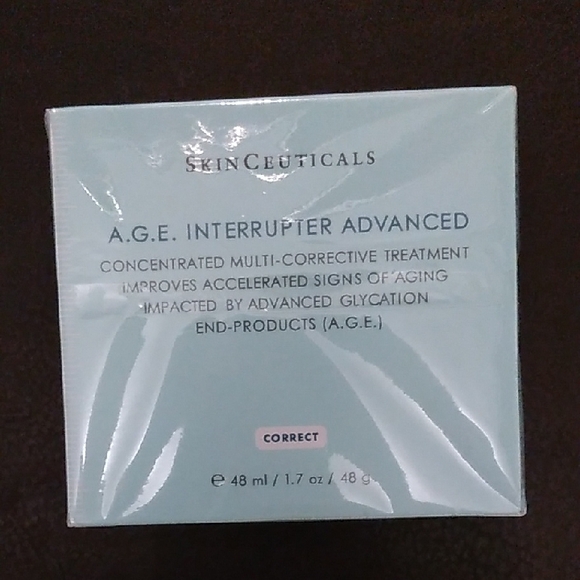 SKINCEUTICALS
A.G.E. INTERRUPTER ADVANCED
CONCENTRATED MULTI-CORRECTIVE TREATMENT
IMPROVES ACCELERATED SIGNS OF AGING
IMPACTED BY ADVANCED GLYCATION
END-PRODUCTS (A.G.E.)
CORRECT
℮ 48 ml / 1.7 oz / 48 g